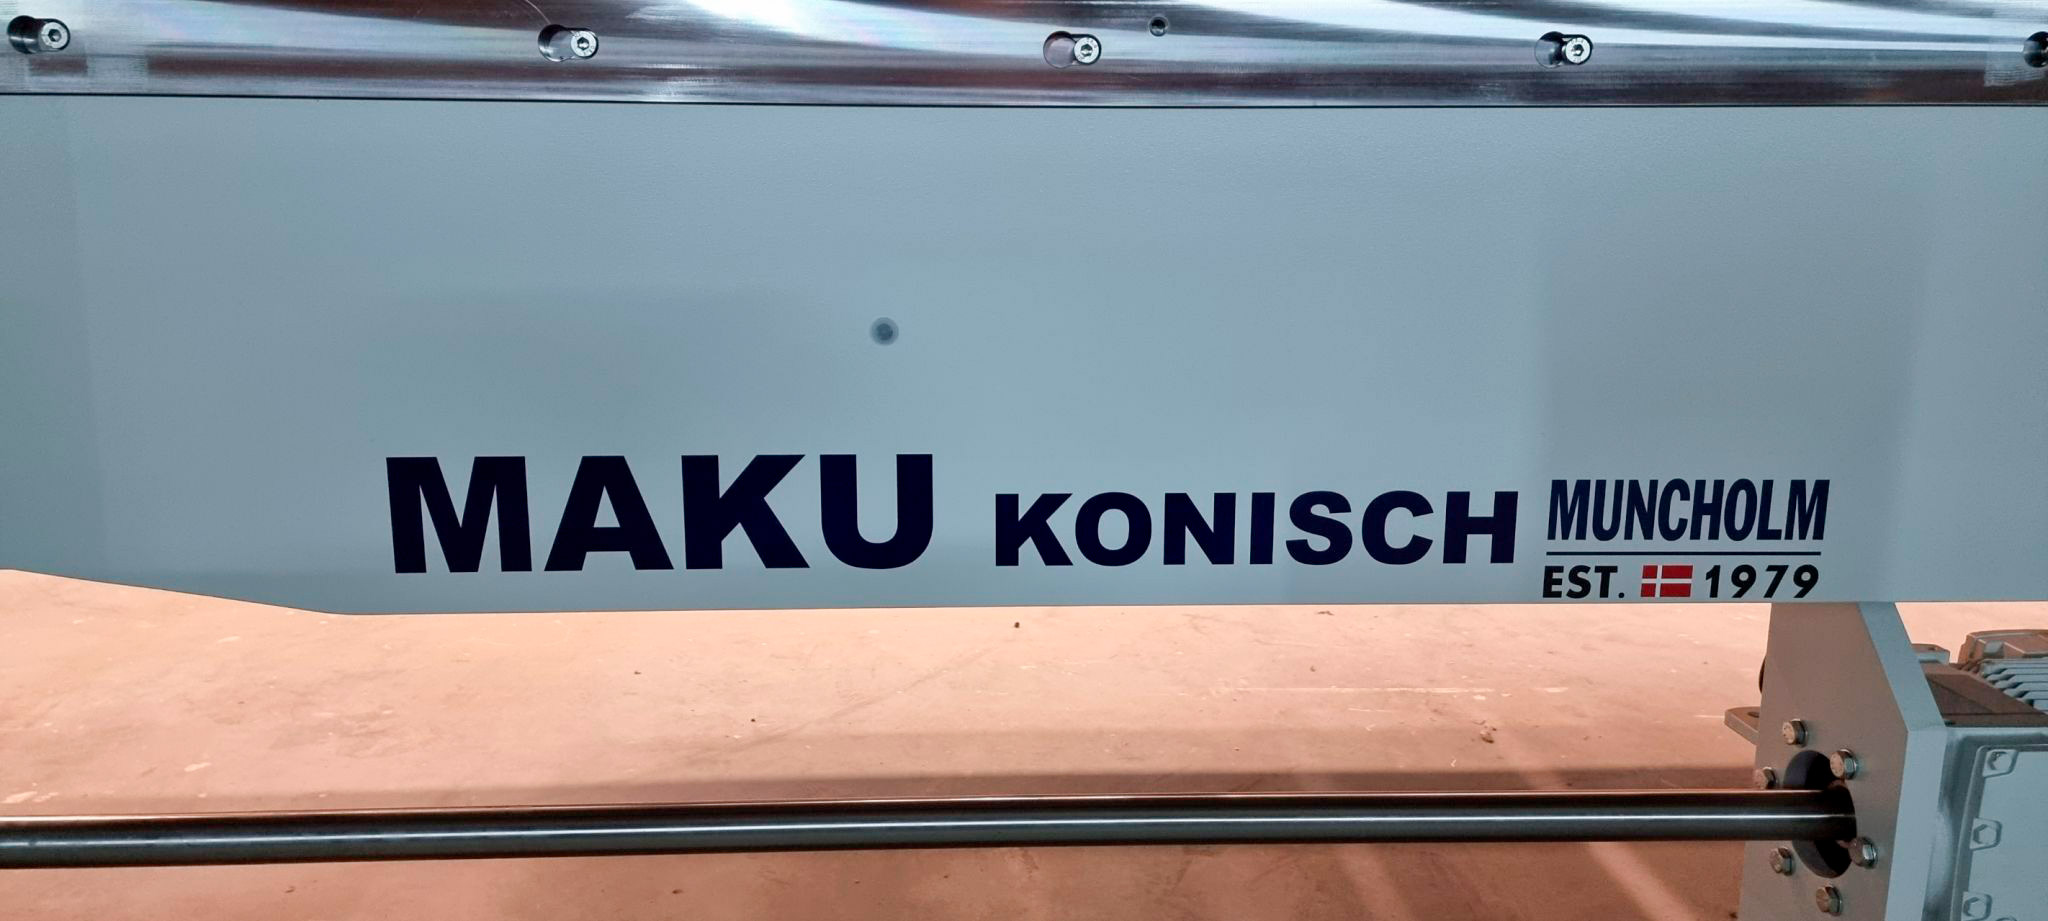 MAKU KONISCH
MUNCHOLM
EST. 1979